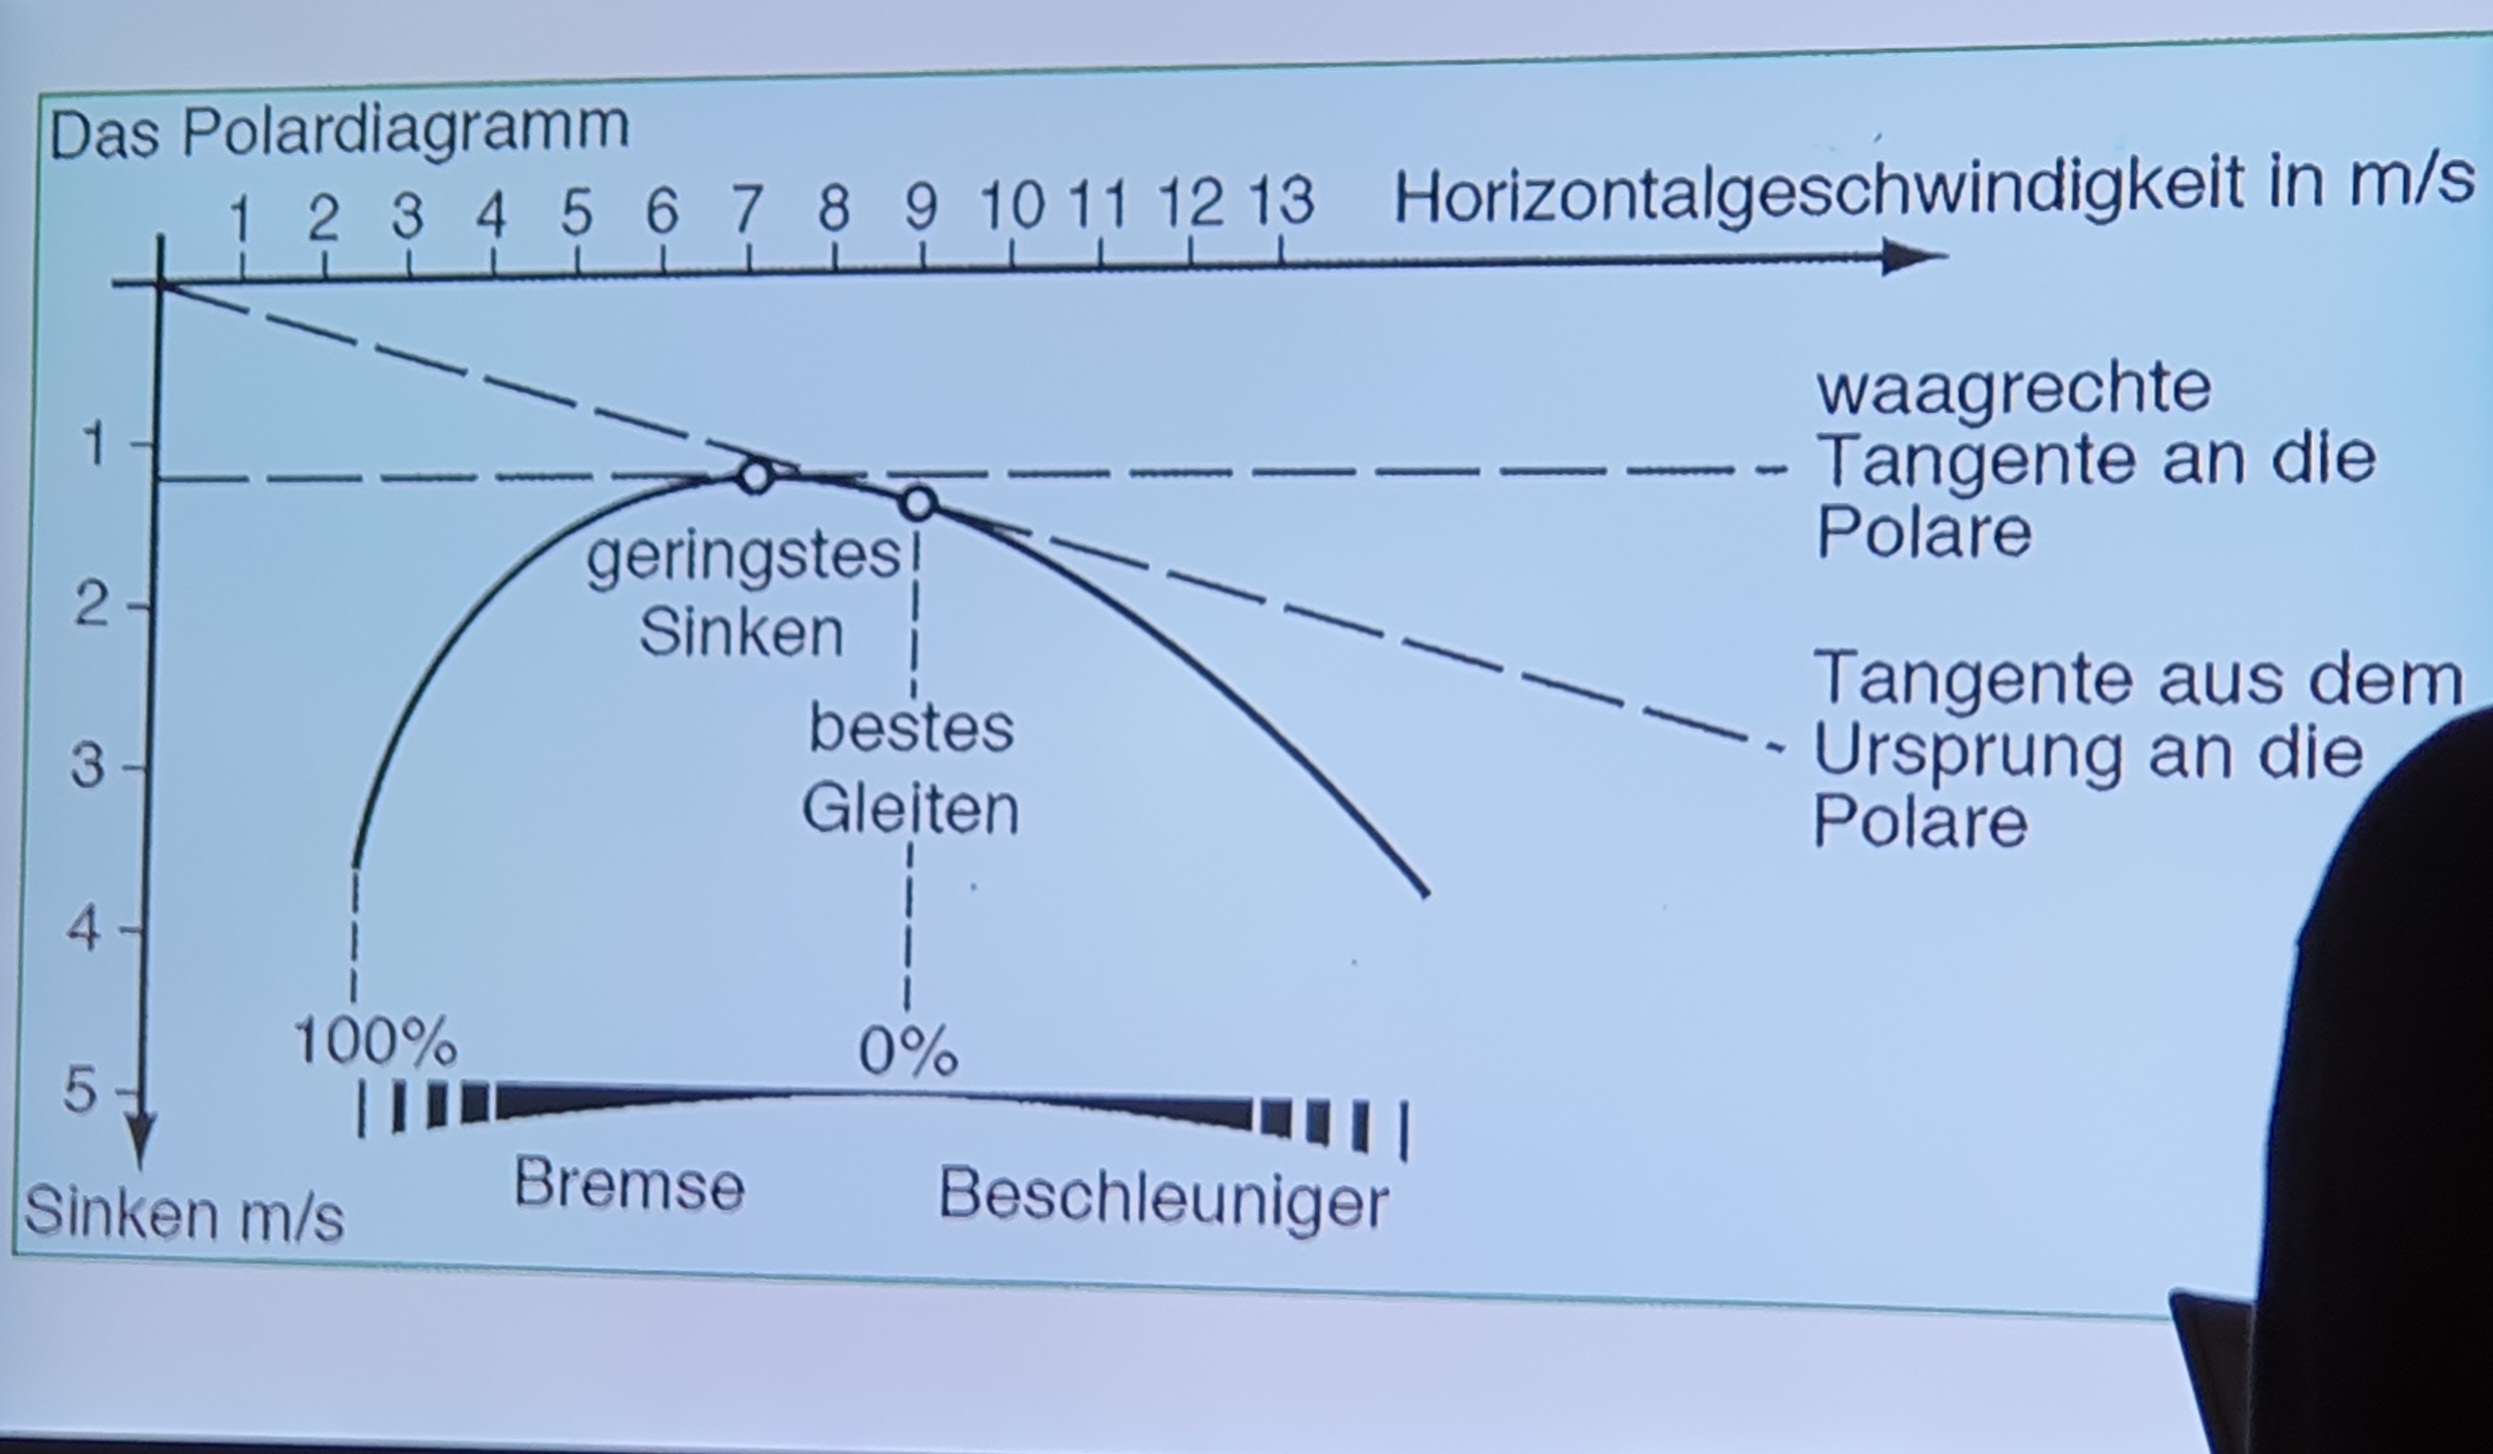 Das Polardiagramm
1 2 3 4 5 6 7 8 9 10 11 12 13 Horizontalgeschwindigkeit in m/s
waagrechte
Tangente an die
Polare
1
geringstes
Sinken
2
bestes
Gleiten
Tangente aus dem
Ursprung an die
Polare
3
4
100% 0%
5
Bremse Beschleuniger
Sinken m/s